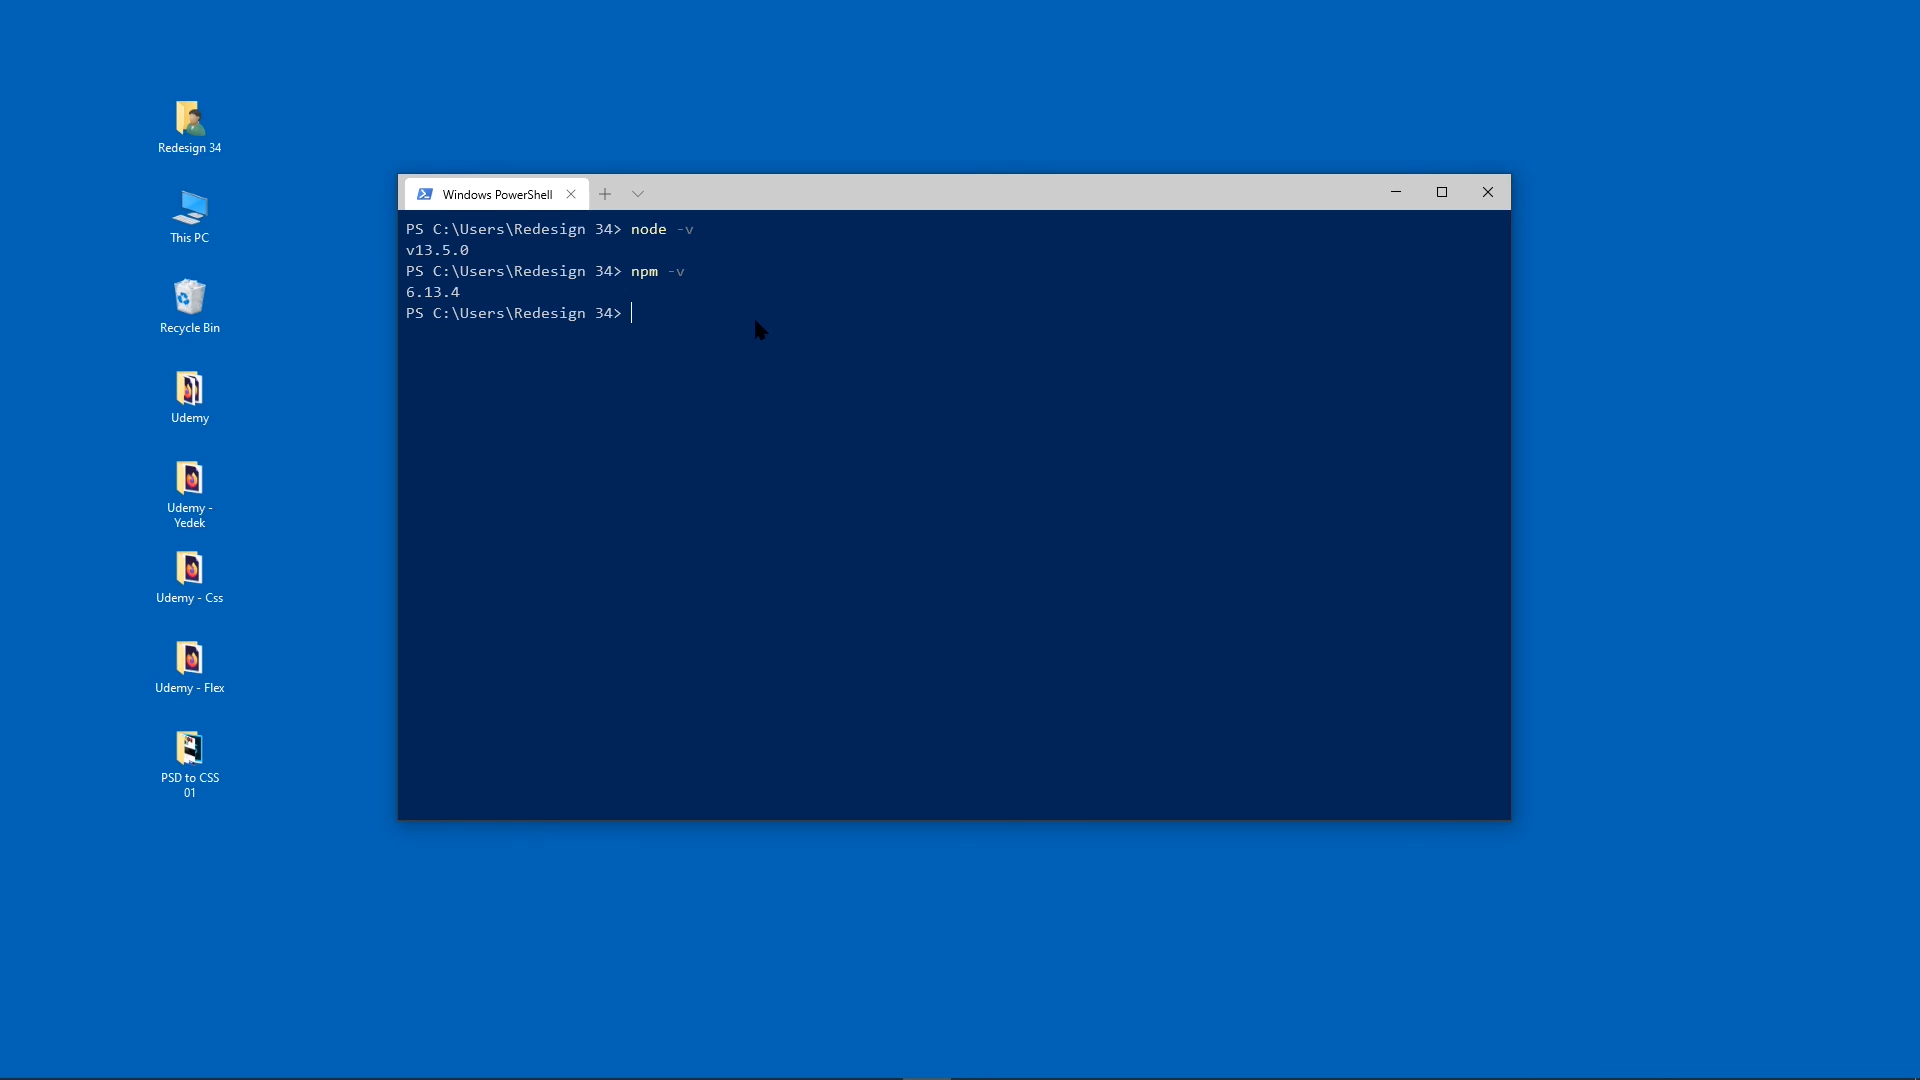 Redesign 34
This PC
Recycle Bin
Udemy
Udemy -
Yedek
Udemy - Css
Udemy - Flex
PSD to CSS
01
Windows PowerShell
PS C:\Users\Redesign 34> node -v
v13.5.0
PS C:\Users\Redesign 34> npm -v
6.13.4
PS C:\Users\Redesign 34>